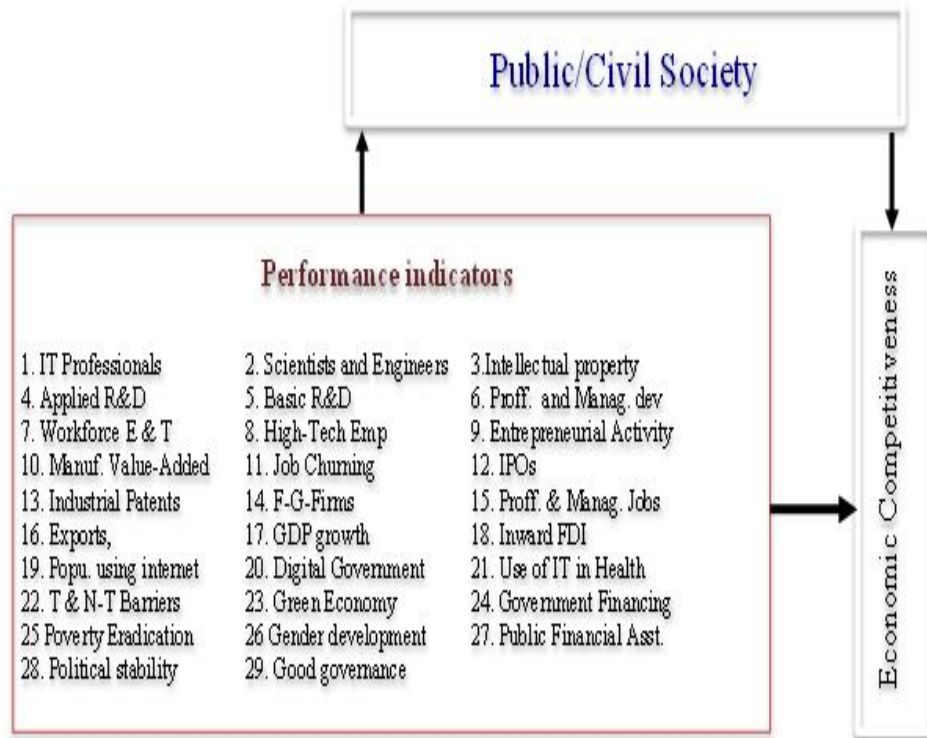 Public/Civil Society
Performance indicators
1. IT Professionals 2. Scientists and Engineers 3.Intellectual property
4. Applied R&D 5. Basic R&D 6. Proff. and Manag. dev
7. Workforce E & T 8. High-Tech Emp 9. Entrepreneurial Activity
10. Manuf. Value-Added 11. Job Churning 12. IPOs
13. Industrial Patents 14. F-G-Firms 15. Proff. & Manag. Jobs
16. Exports, 17. GDP growth 18. Inward FDI
19. Popu. using internet 20. Digital Government 21. Use of IT in Health
22. T & N-T Barriers 23. Green Economy 24. Government Financing
25 Poverty Eradication 26 Gender development 27. Public Financial Asst.
28. Political stability 29. Good governance
Economic Competitiveness